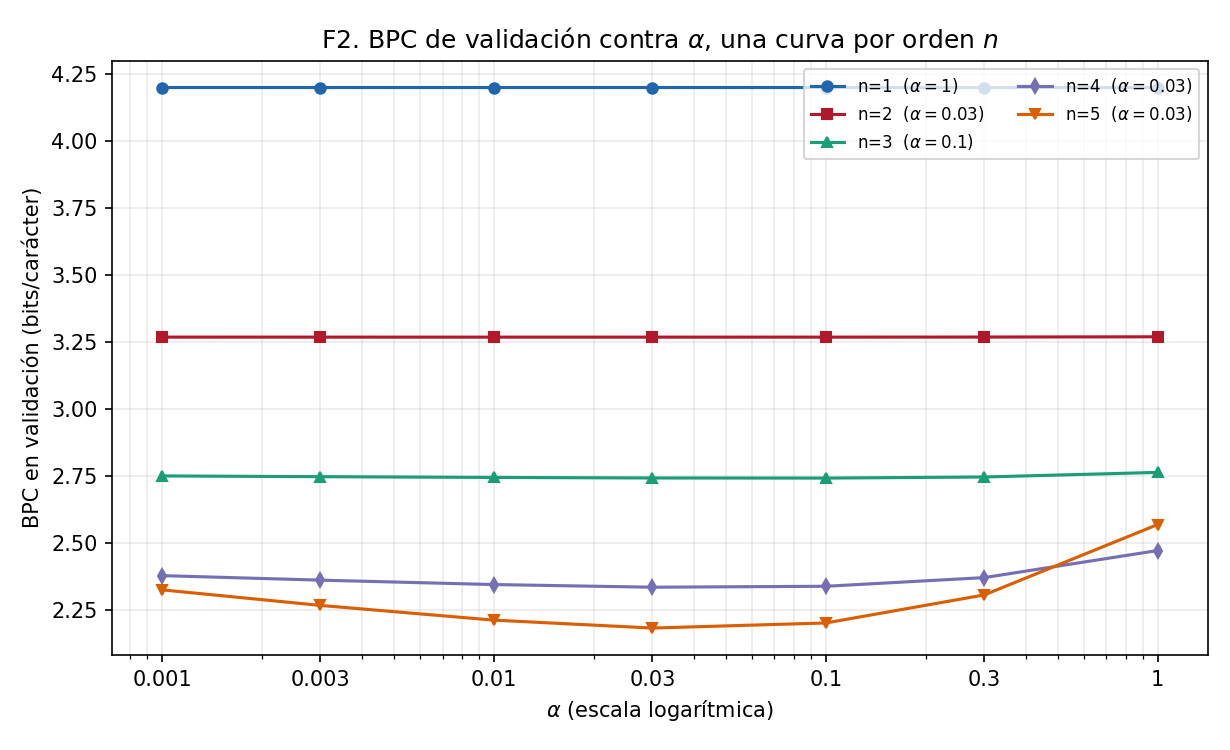 F2. BPC de validación contra α, una curva por orden n
n=1 (α = 1)
n=2 (α = 0.03)
n=3 (α = 0.1)
n=4 (α = 0.03)
n=5 (α = 0.03)
BPC en validación (bits/carácter)
4.25
4.00
3.75
3.50
3.25
3.00
2.75
2.50
2.25
0.001 0.003 0.01 0.03 0.1 0.3 1
α (escala logarítmica)